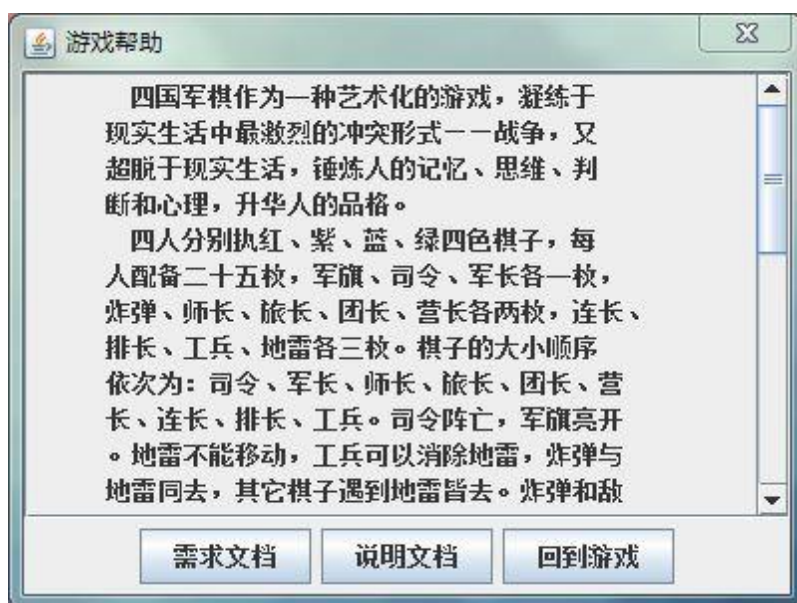 游戏帮助
四国军棋作为一种艺术化的游戏，凝练于
现实生活中最激烈的冲突形式－－战争，又
超脱于现实生活，锤炼人的记忆、思维、判
断和心理，升华人的品格。
四人分别执红、紫、蓝、绿四色棋子，每
人配备二十五枚，军旗、司令、军长各一枚，
炸弹、师长、旅长、团长、营长各两枚，连长、
排长、工兵、地雷各三枚。棋子的大小顺序
依次为：司令、军长、师长、旅长、团长、营
长、连长、排长、工兵。司令阵亡，军旗亮开
。地雷不能移动，工兵可以消除地雷，炸弹与
地雷同去，其它棋子遇到地雷皆去。炸弹和敌
需求文档
说明文档
回到游戏